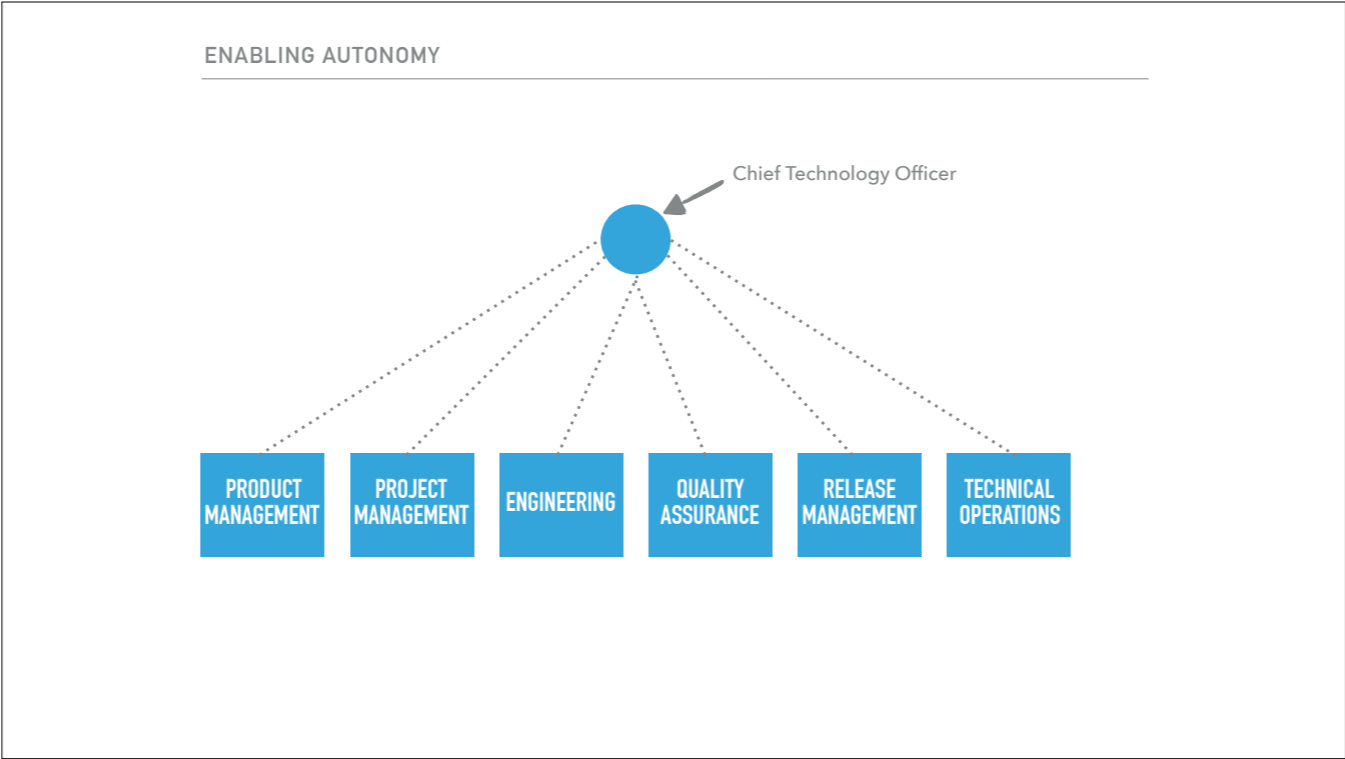 ENABLING AUTONOMY
Chief Technology Officer
PRODUCT
MANAGEMENT
PROJECT
MANAGEMENT
ENGINEERING
QUALITY
ASSURANCE
RELEASE
MANAGEMENT
TECHNICAL
OPERATIONS